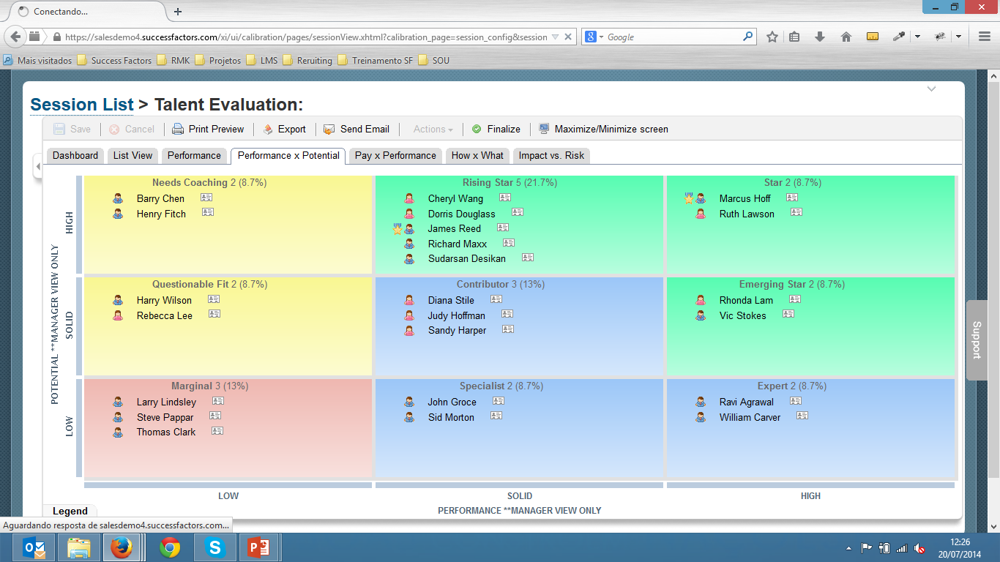 Conectando...
https://salesdemo4.successfactors.com/xi/ui/calibration/pages/sessionView.xhtml?calibration_page=session_config&session
Google
Mais visitados Success Factors RMK Projetos LMS Reruiting Treinamento SF SOU
Session List > Talent Evaluation:
Save Cancel Print Preview Export Send Email Actions Finalize Maximize/Minimize screen
Dashboard List View Performance Performance x Potential Pay x Performance How x What Impact vs. Risk
POTENTIAL **MANAGER VIEW ONLY
HIGH
Needs Coaching 2 (8.7%)
Barry Chen
Henry Fitch
Rising Star 5 (21.7%)
Cheryl Wang
Dorris Douglass
James Reed
Richard Maxx
Sudarsan Desikan
Star 2 (8.7%)
Marcus Hoff
Ruth Lawson
SOLID
Questionable Fit 2 (8.7%)
Harry Wilson
Rebecca Lee
Contributor 3 (13%)
Diana Stile
Judy Hoffman
Sandy Harper
Emerging Star 2 (8.7%)
Rhonda Lam
Vic Stokes
LOW
Marginal 3 (13%)
Larry Lindsley
Steve Pappar
Thomas Clark
Specialist 2 (8.7%)
John Groce
Sid Morton
Expert 2 (8.7%)
Ravi Agrawal
William Carver
LOW SOLID HIGH
PERFORMANCE **MANAGER VIEW ONLY
Legend
Support
Aguardando resposta de salesdemo4.successfactors.com...
12:26
20/07/2014